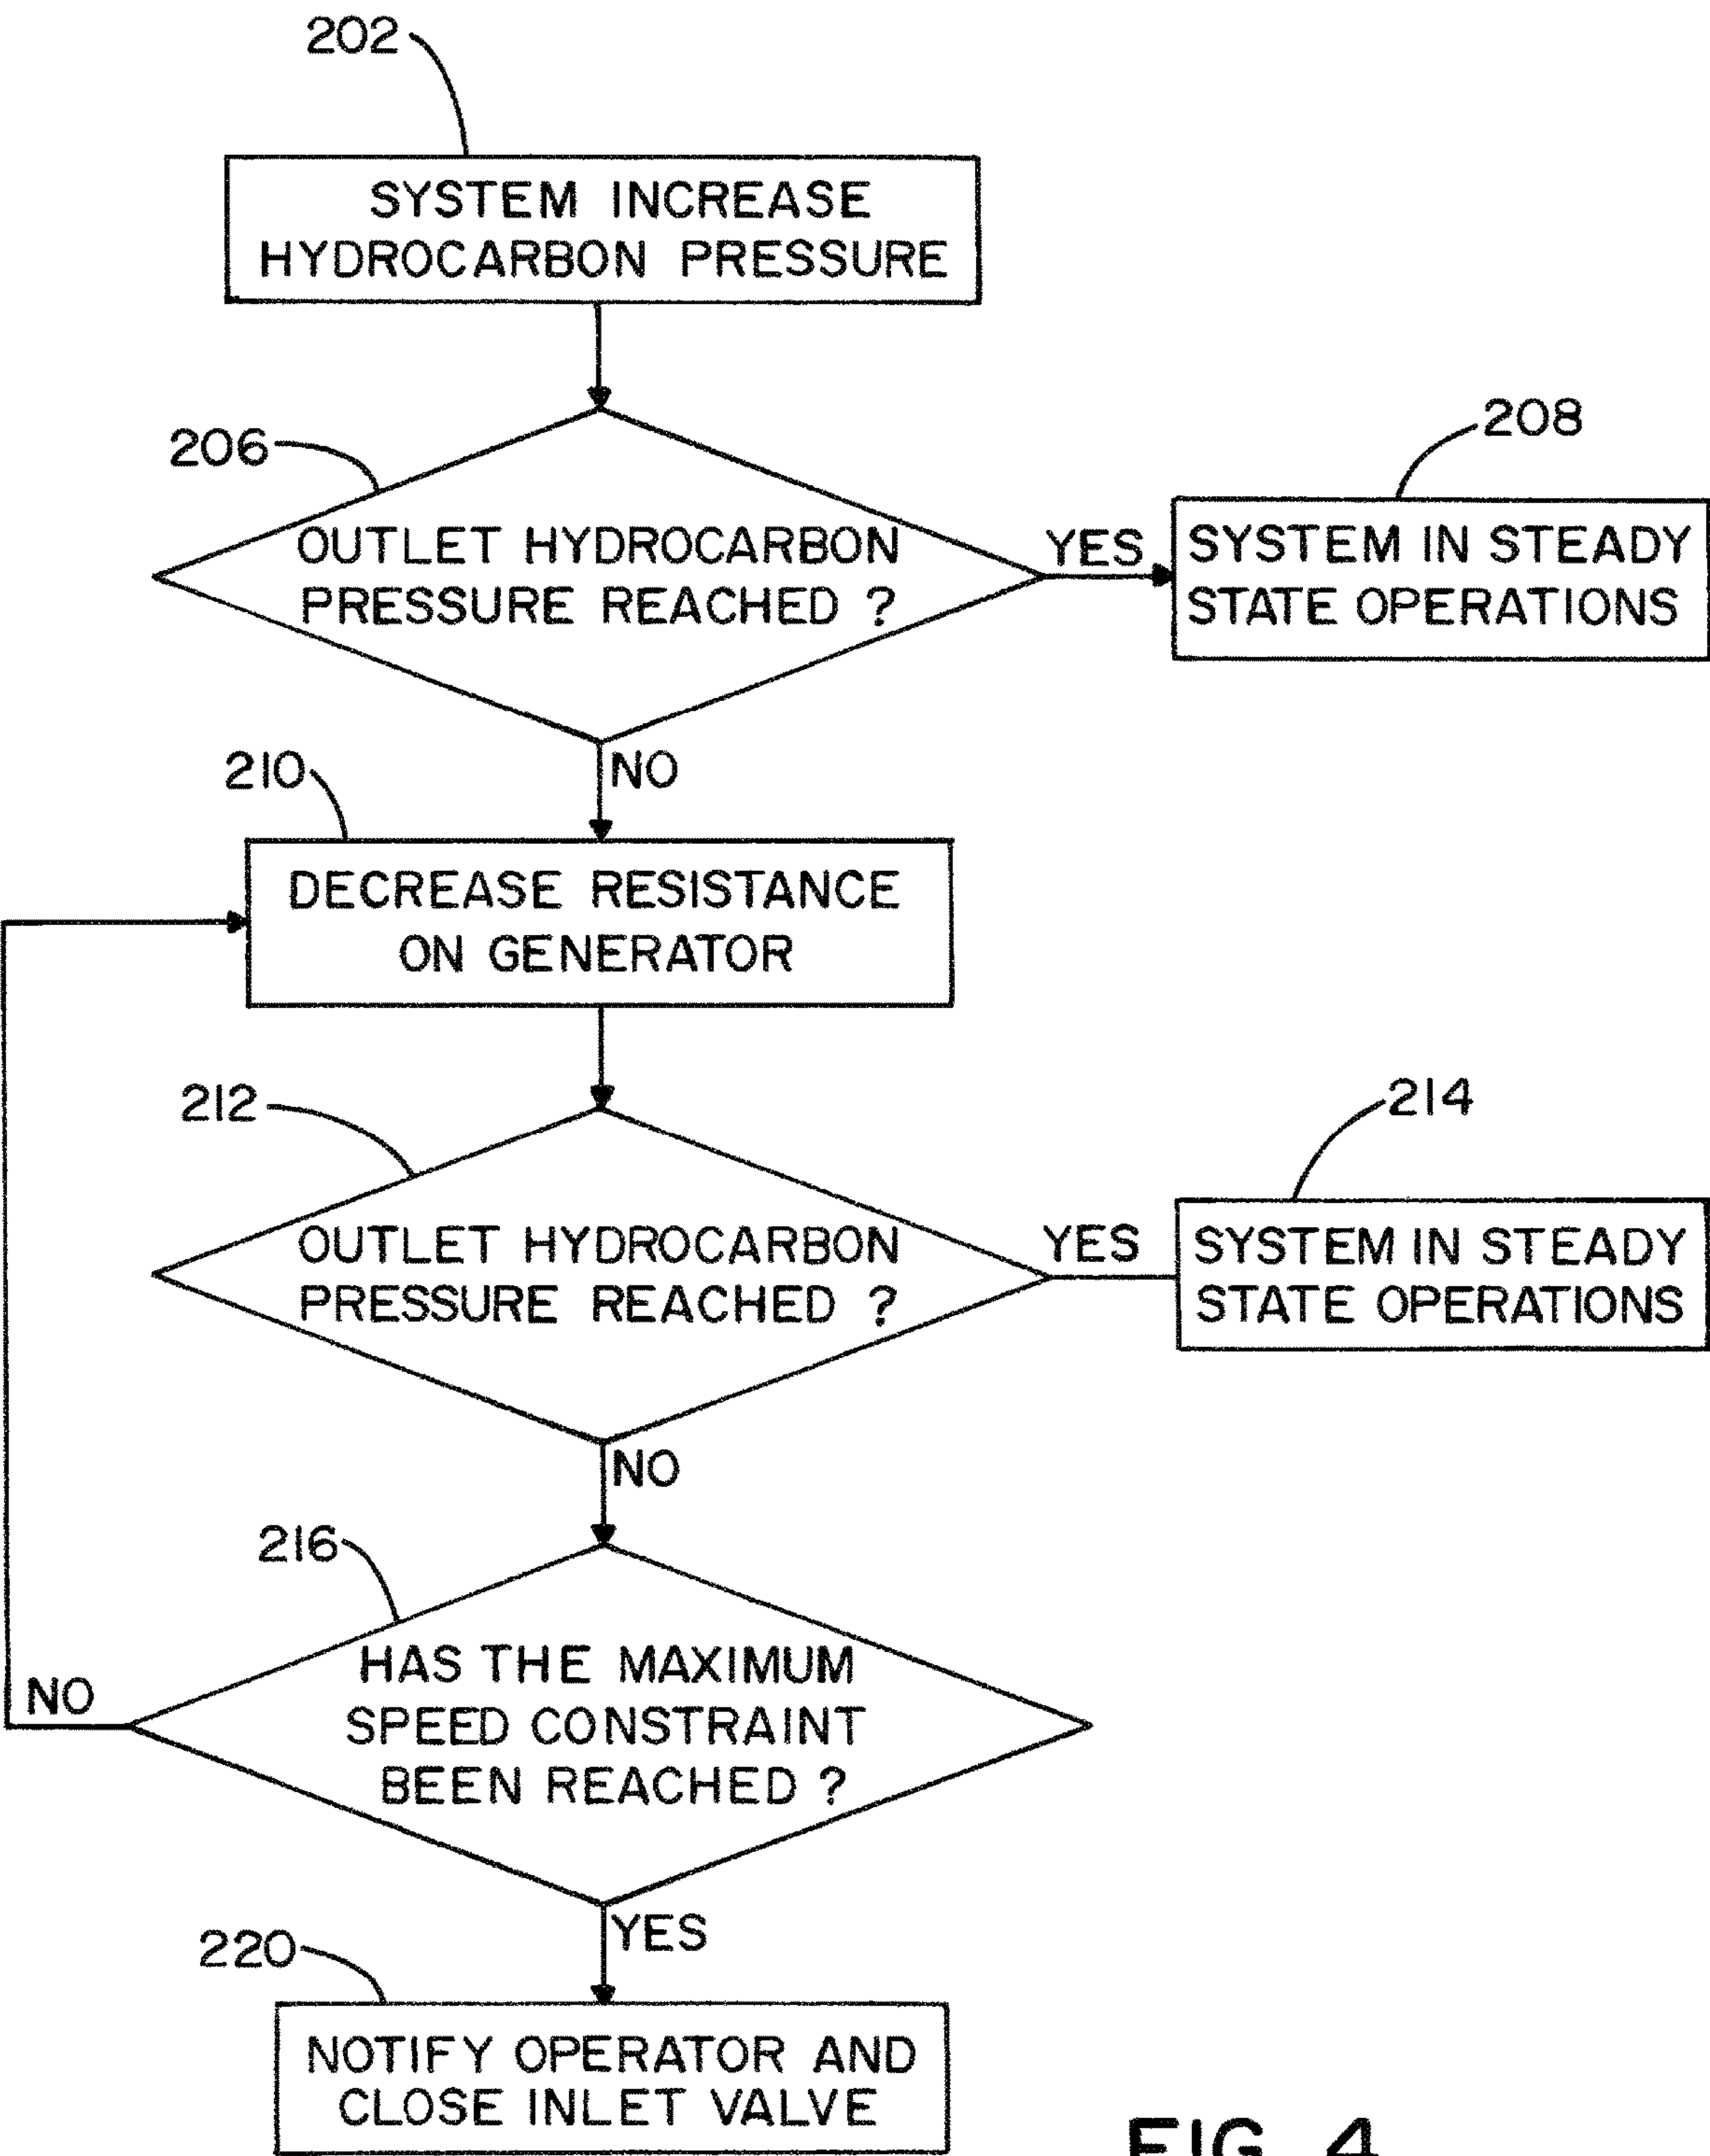 202
SYSTEM INCREASE
HYDROCARBON PRESSURE
206
OUTLET HYDROCARBON
PRESSURE REACHED ?
YES
208
SYSTEM IN STEADY
STATE OPERATIONS
NO
210
DECREASE RESISTANCE
ON GENERATOR
212
OUTLET HYDROCARBON
PRESSURE REACHED ?
YES
214
SYSTEM IN STEADY
STATE OPERATIONS
NO
216
HAS THE MAXIMUM
SPEED CONSTRAINT
BEEN REACHED ?
NO
YES
220
NOTIFY OPERATOR AND
CLOSE INLET VALVE
FIG. 4